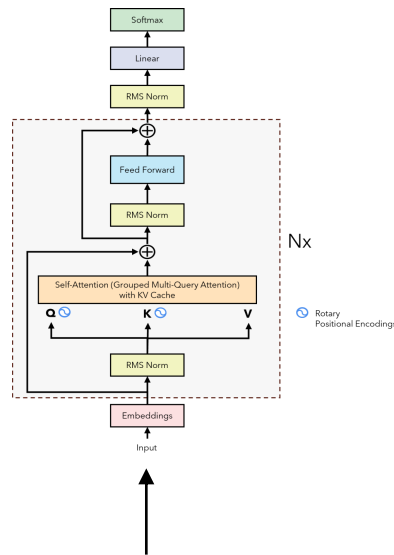 Softmax
Linear
RMS Norm
Feed Forward
RMS Norm
Nx
Self-Attention (Grouped Multi-Query Attention)
with KV Cache
Q K V
Rotary
Positional Encodings
RMS Norm
Embeddings
Input